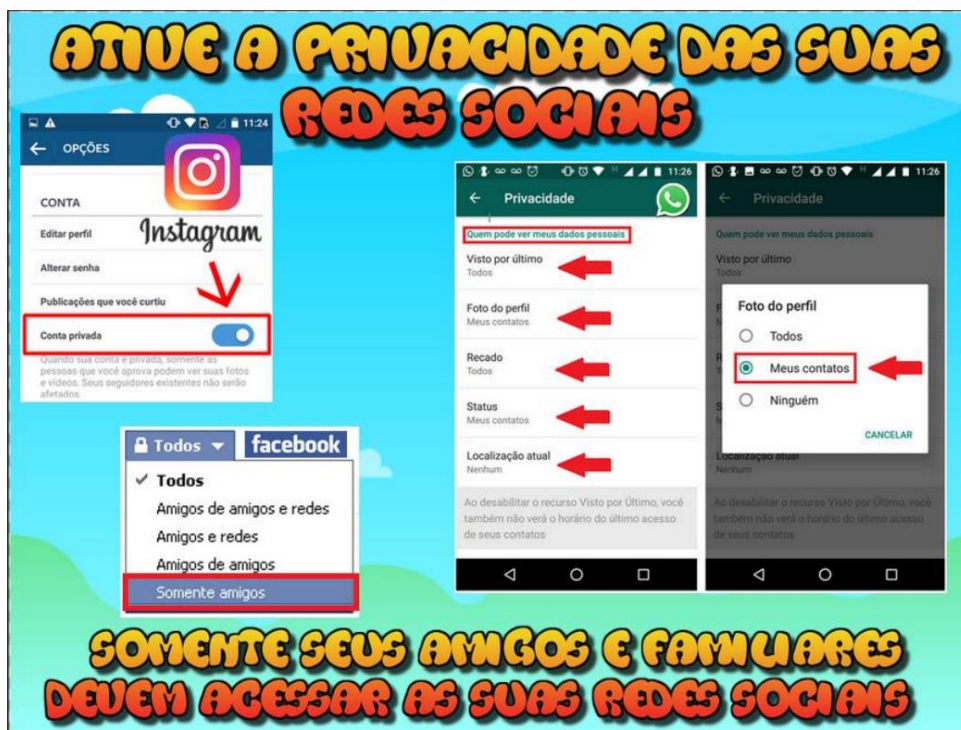 ATIVE A PRIVACIDADE DAS SUAS
REDES SOCIAIS
11:24
OPÇÕES
CONTA
Editar perfil
Instagram
Alterar senha
Publicações que você curtiu
Conta privada
Quando sua conta é privada, somente as
pessoas que você aprova podem ver suas fotos
e vídeos. Seus seguidores existentes não serão
afetados.
11:26
Privacidade
Quem pode ver meus dados pessoais
Visto por último
Todos
Foto do perfil
Meus contatos
Recado
Todos
Status
Meus contatos
Localização atual
Nenhum
Ao desabilitar o recurso Visto por Último, você
também não verá o horário do último acesso
de seus contatos
11:26
Privacidade
Quem pode ver meus dados pessoais
Visto por último
Todos
Foto do perfil
Todos
Meus contatos
Ninguém
CANCELAR
Localização atual
Nenhum
Ao desabilitar o recurso Visto por Último, você
também não verá o horário do último acesso
de seus contatos
Todos
facebook
Todos
Amigos de amigos e redes
Amigos e redes
Amigos de amigos
Somente amigos
SOMENTE SEUS AMIGOS E FAMILIARES
DEVEM ACESSAR AS SUAS REDES SOCIAIS